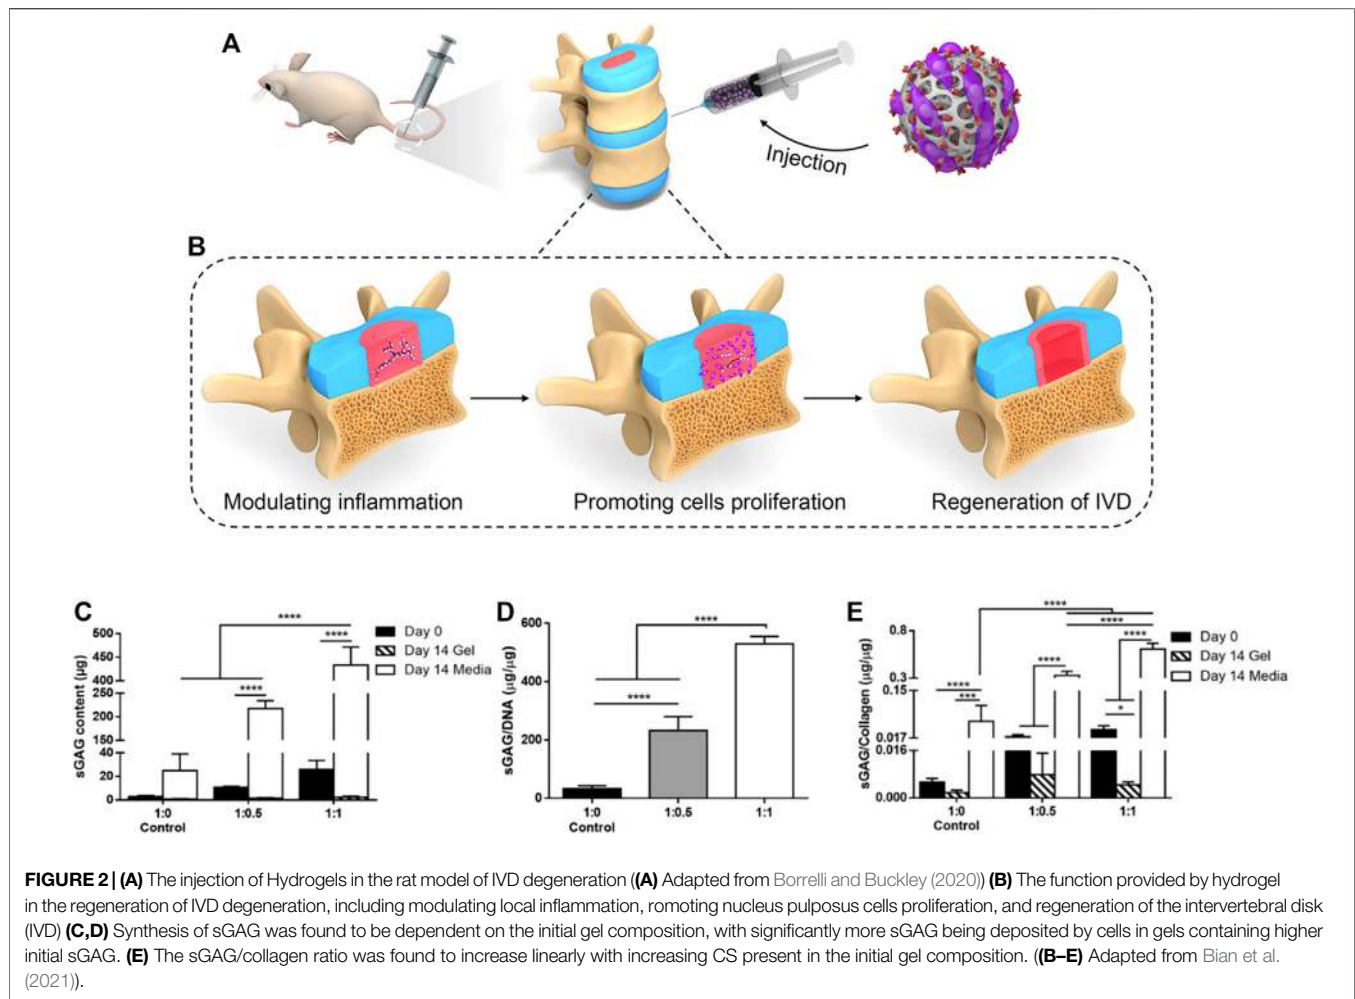 A
Injection
B
Modulating inflammation
Promoting cells proliferation
Regeneration of IVD
C
****
****
****
500
450
400
250
200
150
40
20
0
sGAG content (µg)
Day 0
Day 14 Gel
Day 14 Media
1:0
Control
1:0.5
1:1
D
****
****
600
400
200
0
sGAG/DNA (µg/µg)
1:0
Control
1:0.5
1:1
E
****
****
****
****
****
***
*
0.8
0.3
0.15
0.017
0.016
0.000
sGAG/Collagen (µg/µg)
Day 0
Day 14 Gel
Day 14 Media
1:0
Control
1:0.5
1:1
FIGURE 2 | (A) The injection of Hydrogels in the rat model of IVD degeneration ((A) Adapted from Borrelli and Buckley (2020)) (B) The function provided by hydrogel
in the regeneration of IVD degeneration, including modulating local inflammation, romoting nucleus pulposus cells proliferation, and regeneration of the intervertebral disk
(IVD) (C,D) Synthesis of sGAG was found to be dependent on the initial gel composition, with significantly more sGAG being deposited by cells in gels containing higher
initial sGAG. (E) The sGAG/collagen ratio was found to increase linearly with increasing CS present in the initial gel composition. ((B–E) Adapted from Bian et al.
(2021)).